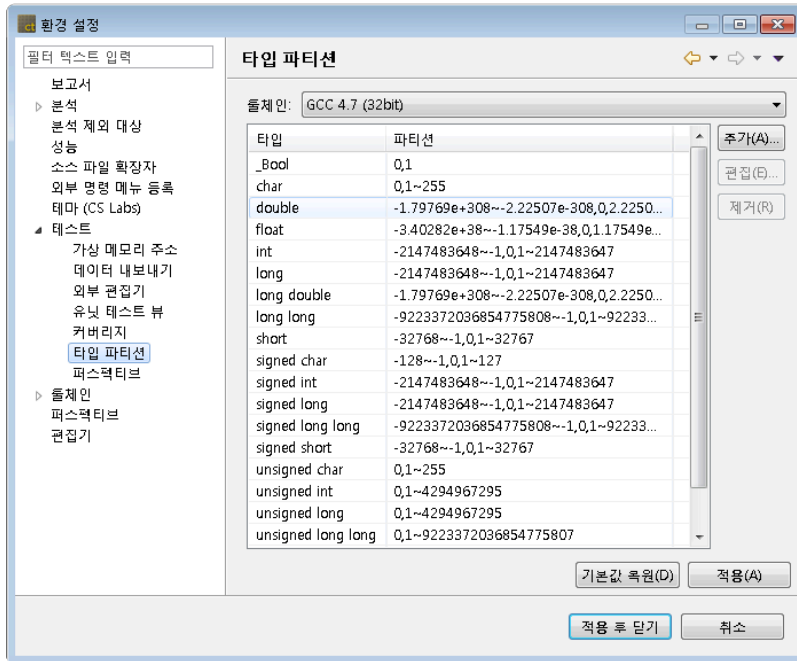 ct 환경 설정
필터 텍스트 입력
보고서
분석
분석 제외 대상
성능
소스 파일 확장자
외부 명령 메뉴 등록
테마 (CS Labs)
테스트
가상 메모리 주소
데이터 내보내기
외부 편집기
유닛 테스트 뷰
커버리지
타입 파티션
퍼스펙티브
툴체인
퍼스펙티브
편집기
타입 파티션
툴체인: GCC 4.7 (32bit)
타입 파티션
_Bool 0,1
char 0,1~255
double -1.79769e+308~-2.22507e-308,0,2.2250...
float -3.40282e+38~-1.17549e-38,0,1.17549e...
int -2147483648~-1,0,1~2147483647
long -2147483648~-1,0,1~2147483647
long double -1.79769e+308~-2.22507e-308,0,2.2250...
long long -9223372036854775808~-1,0,1~92233...
short -32768~-1,0,1~32767
signed char -128~-1,0,1~127
signed int -2147483648~-1,0,1~2147483647
signed long -2147483648~-1,0,1~2147483647
signed long long -9223372036854775808~-1,0,1~92233...
signed short -32768~-1,0,1~32767
unsigned char 0,1~255
unsigned int 0,1~4294967295
unsigned long 0,1~4294967295
unsigned long long 0,1~9223372036854775807
추가(A)...
편집(E)...
제거(R)
기본값 복원(D) 적용(A)
적용 후 닫기 취소